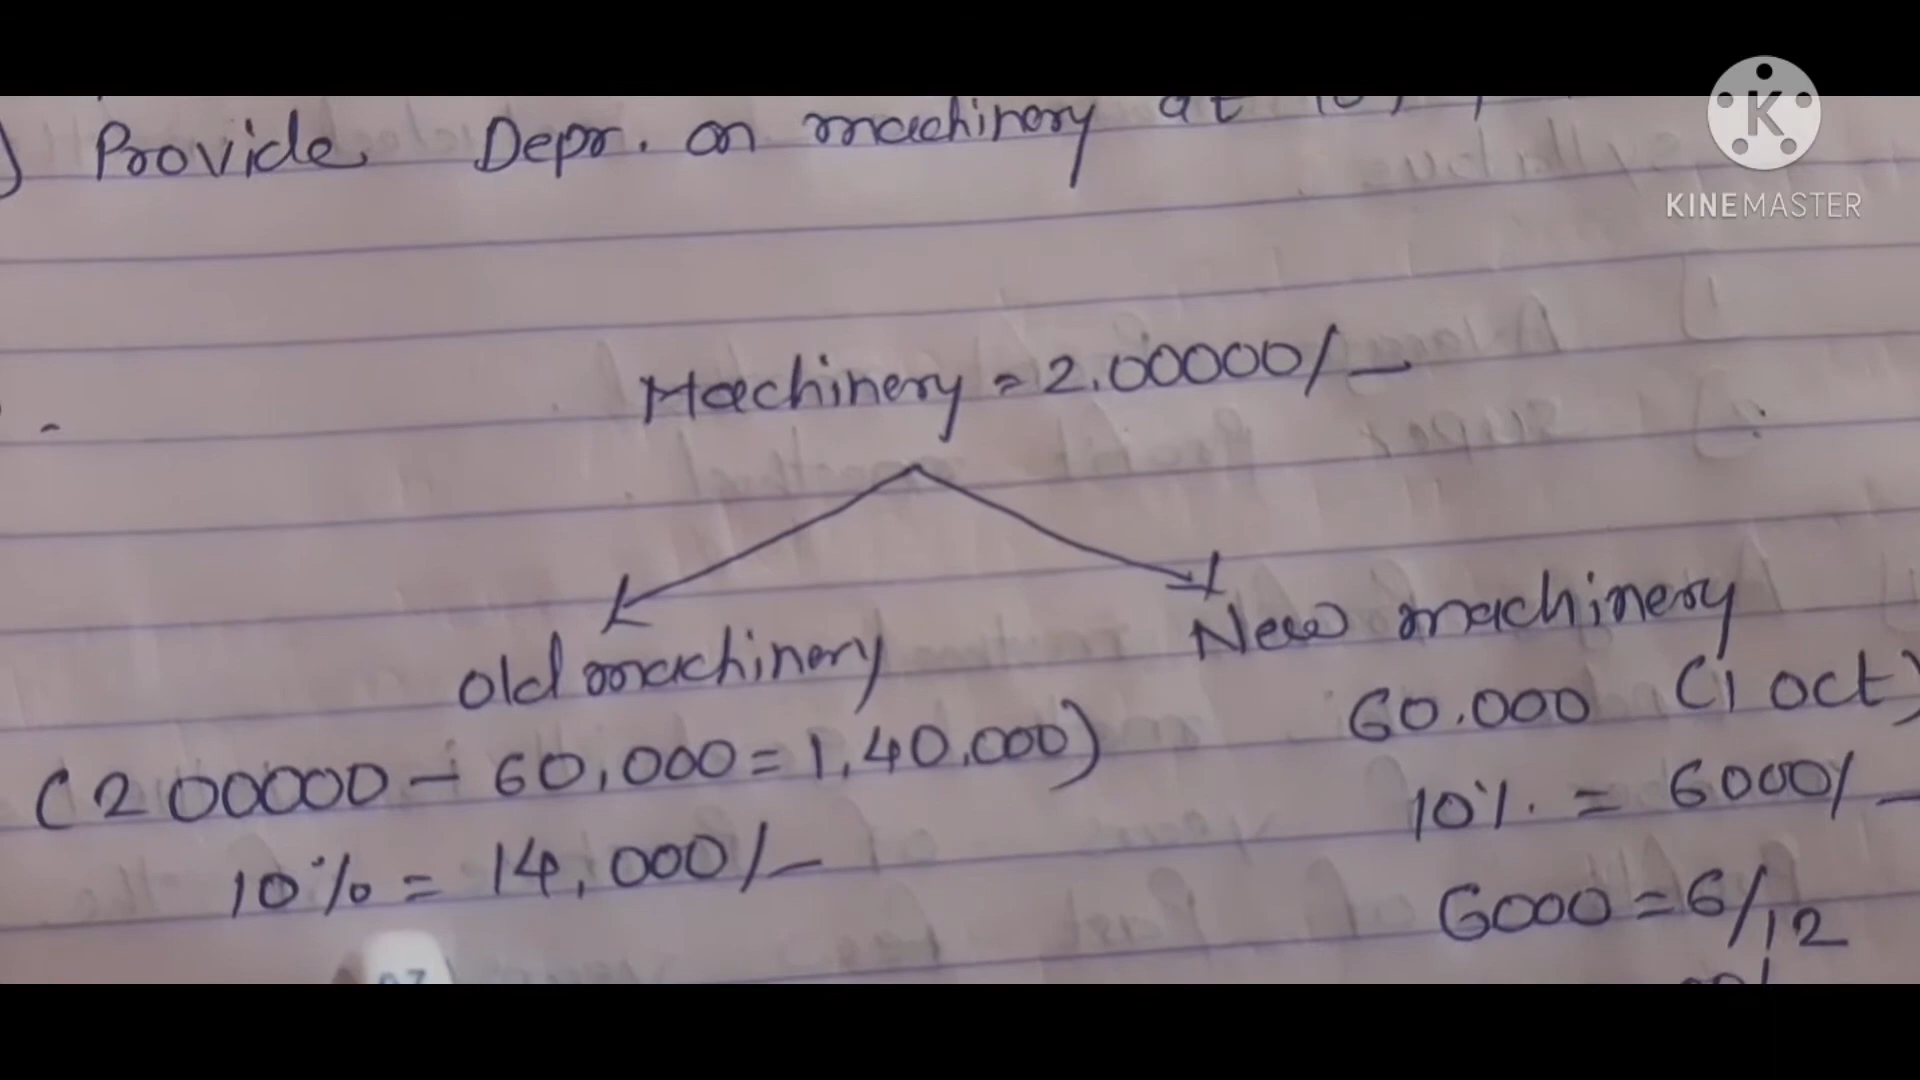 Provide Depr. on machinery at
K
KINEMASTER
Machinery = 2.00000/-
Old machinery
New machinery
60.000 (1 oct)
(200000 - 60,000 = 1,40,000)
10% = 6000/-
10% = 14,000/-
6000 = 6/12